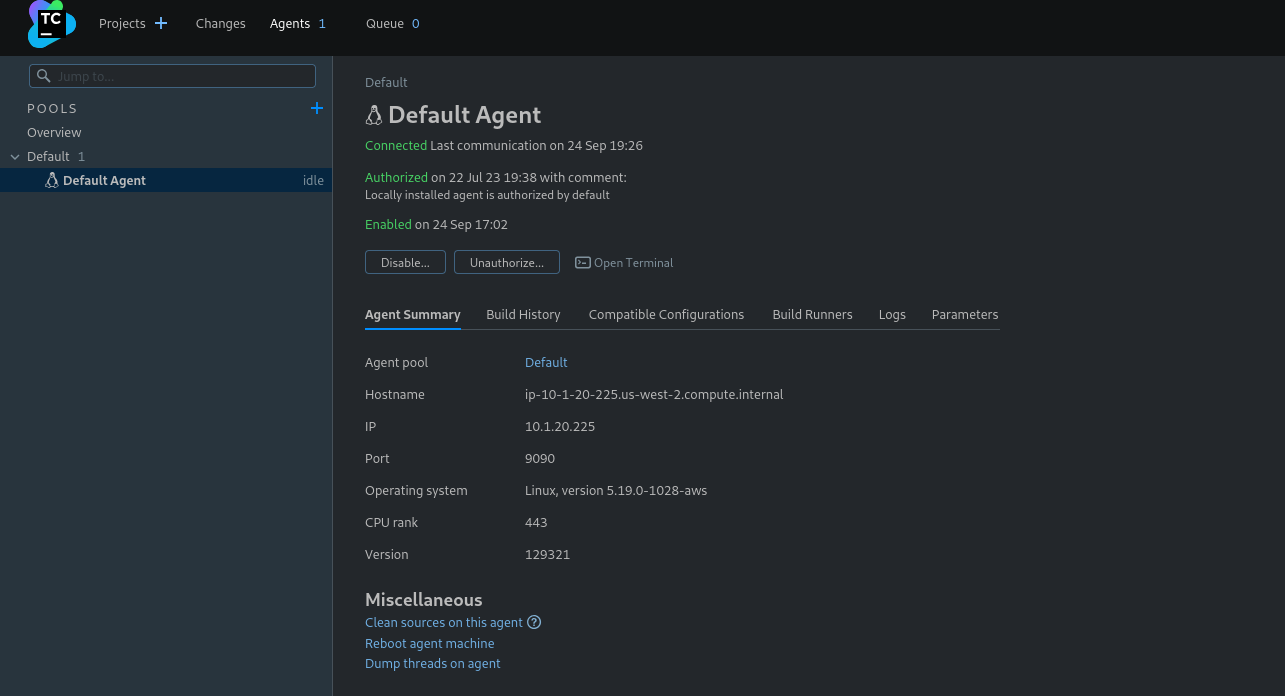 TC Projects + Changes Agents 1 Queue 0
Jump to...
POOLS +
Overview
Default 1
Default Agent idle
Default
Default Agent
Connected Last communication on 24 Sep 19:26
Authorized on 22 Jul 23 19:38 with comment:
Locally installed agent is authorized by default
Enabled on 24 Sep 17:02
Disable... Unauthorize... Open Terminal
Agent Summary Build History Compatible Configurations Build Runners Logs Parameters
Agent pool Default
Hostname ip-10-1-20-225.us-west-2.compute.internal
IP 10.1.20.225
Port 9090
Operating system Linux, version 5.19.0-1028-aws
CPU rank 443
Version 129321
Miscellaneous
Clean sources on this agent ?
Reboot agent machine
Dump threads on agent